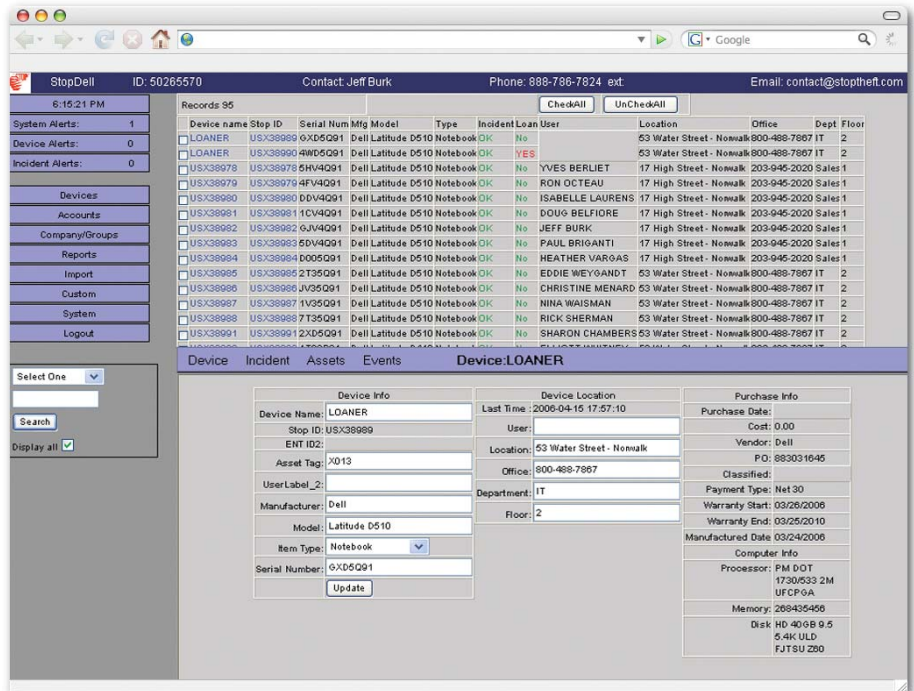 Google
StopDell ID: 50265570 Contact: Jeff Burk Phone: 888-786-7824 ext: Email: contact@stoptheft.com
6:15:21 PM
System Alerts: 1
Device Alerts: 0
Incident Alerts: 0
Devices
Accounts
Company/Groups
Reports
Import
Custom
System
Logout
Select One
Search
Display all
Records 95 CheckAll UnCheckAll
Device name Stop ID Serial Num Mfg Model Type Incident Loan User Location Office Dept Floor
LOANER USX38989 GXD5Q91 Dell Latitude D510 Notebook OK No 53 Water Street - Norwalk 800-488-7867 IT 2
LOANER USX38990 4WD5Q91 Dell Latitude D510 Notebook OK YES 53 Water Street - Norwalk 800-488-7867 IT 2
USX38978 USX38978 5HV4Q91 Dell Latitude D510 Notebook OK No YVES BERLIET 17 High Street - Norwalk 203-945-2020 Sales 1
USX38979 USX38979 4FV4Q91 Dell Latitude D510 Notebook OK No RON OCTEAU 17 High Street - Norwalk 203-945-2020 Sales 1
USX38980 USX38980 DDV4Q91 Dell Latitude D510 Notebook OK No ISABELLE LAURENS 17 High Street - Norwalk 203-945-2020 Sales 1
USX38981 USX38981 1CV4Q91 Dell Latitude D510 Notebook OK No DOUG BELFIORE 17 High Street - Norwalk 203-945-2020 Sales 1
USX38982 USX38982 GJV4Q91 Dell Latitude D510 Notebook OK No JEFF BURK 17 High Street - Norwalk 203-945-2020 Sales 1
USX38983 USX38983 5DV4Q91 Dell Latitude D510 Notebook OK No PAUL BRIGANTI 17 High Street - Norwalk 203-945-2020 Sales 1
USX38984 USX38984 D005Q91 Dell Latitude D510 Notebook OK No HEATHER VARGAS 17 High Street - Norwalk 203-945-2020 Sales 1
USX38985 USX38985 2T35Q91 Dell Latitude D510 Notebook OK No EDDIE WEYGANDT 53 Water Street - Norwalk 800-488-7867 IT 2
USX38986 USX38986 JV35Q91 Dell Latitude D510 Notebook OK No CHRISTINE MENARD 53 Water Street - Norwalk 800-488-7867 IT 2
USX38987 USX38987 1V35Q91 Dell Latitude D510 Notebook OK No NINA WAISMAN 53 Water Street - Norwalk 800-488-7867 IT 2
USX38988 USX38988 7T35Q91 Dell Latitude D510 Notebook OK No RICK SHERMAN 53 Water Street - Norwalk 800-488-7867 IT 2
USX38991 USX38991 2XD5Q91 Dell Latitude D510 Notebook OK No SHARON CHAMBERS 53 Water Street - Norwalk 800-488-7867 IT 2
Device Incident Assets Events Device:LOANER
Device Info
Device Name: LOANER
Stop ID: USX38989
ENT ID2:
Asset Tag: X013
UserLabel_2:
Manufacturer: Dell
Model: Latitude D510
Item Type: Notebook
Serial Number: GXD5Q91
Update
Device Location
Last Time : 2006-04-15 17:57:10
User:
Location: 53 Water Street - Norwalk
Office: 800-488-7867
Department: IT
Floor: 2
Purchase Info
Purchase Date:
Cost: 0.00
Vendor: Dell
PO: 883031645
Classified:
Payment Type: Net 30
Warranty Start: 03/26/2006
Warranty End: 03/25/2010
Manufactured Date 03/24/2006
Computer Info
Processor: PM DOT
1730/533 2M
UFCPGA
Memory: 268435456
Disk HD 40GB 9.5
5.4K ULD
FJTSU Z60